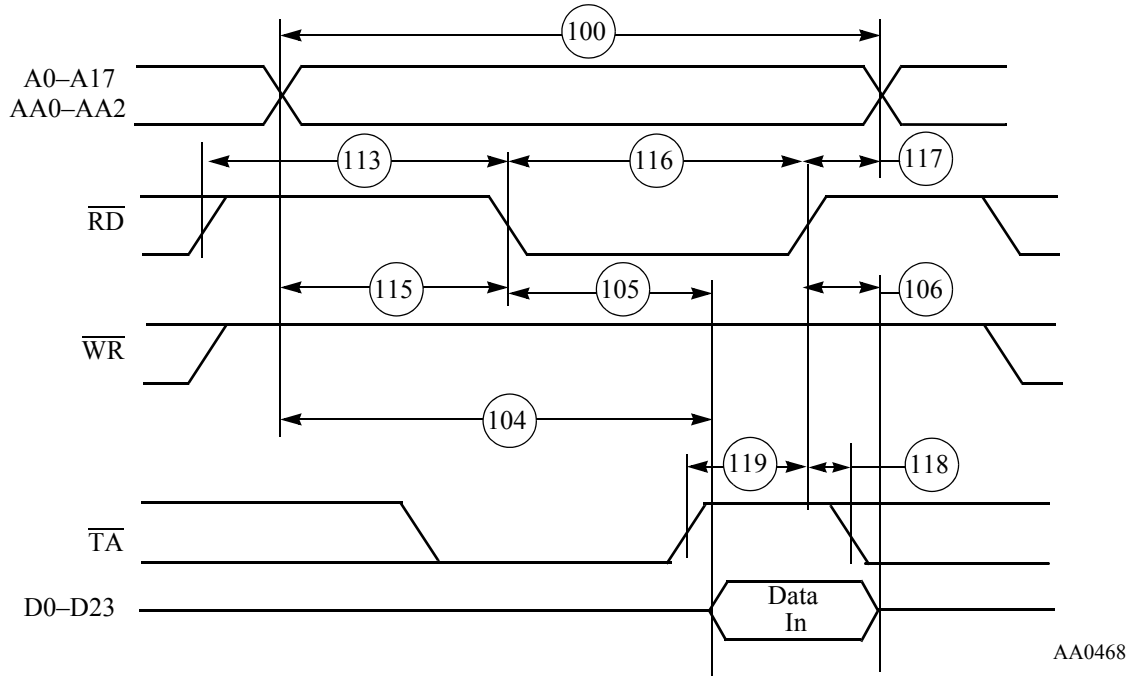 100
A0–A17
AA0–AA2
113
116
117
RD
115
105
106
WR
104
119
118
TA
D0–D23
Data
In
AA0468